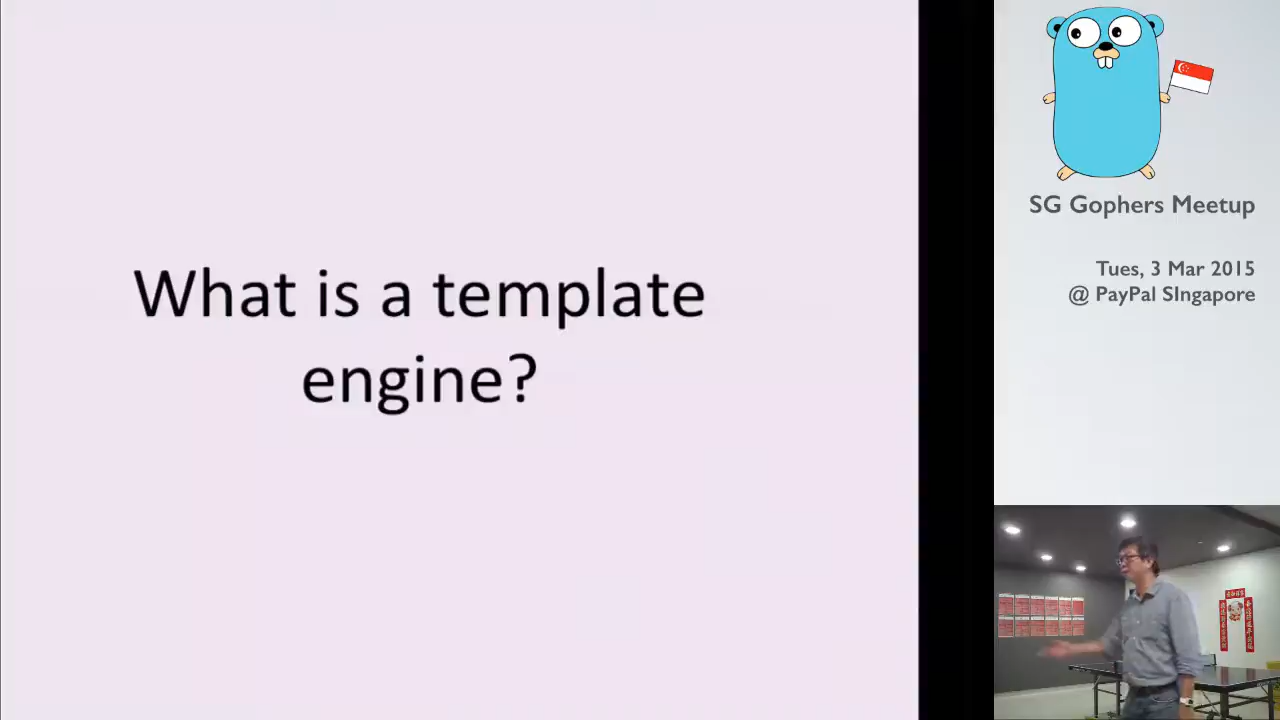 What is a template
engine?
SG Gophers Meetup
Tues, 3 Mar 2015
@ PayPal SIngapore